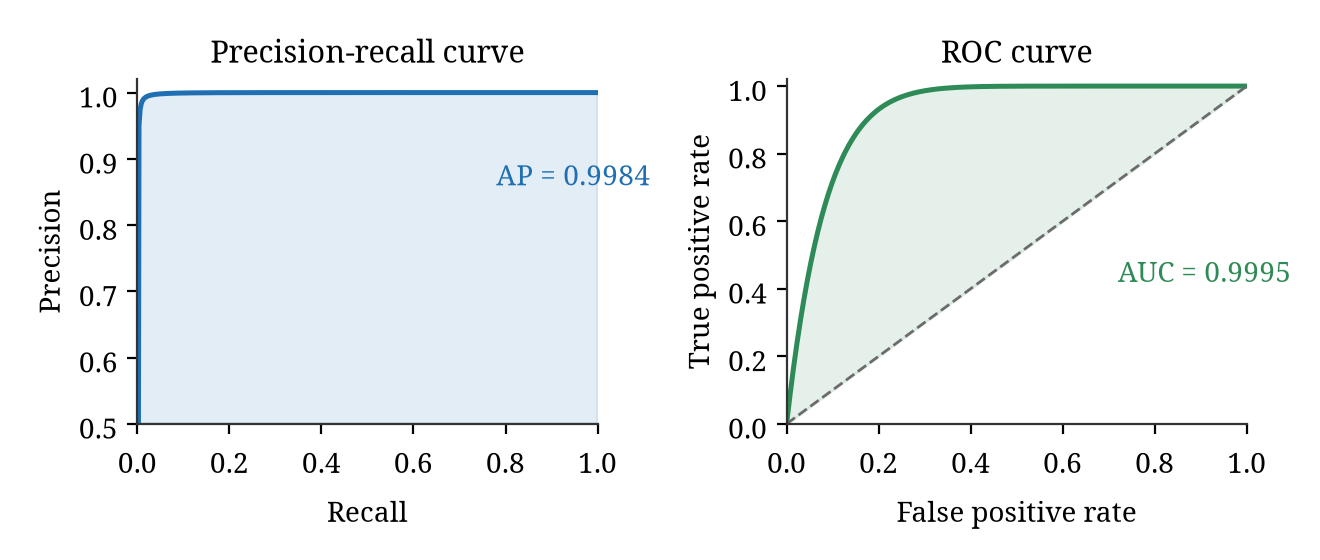 Precision-recall curve
Precision
1.0
0.9
0.8
0.7
0.6
0.5
AP = 0.9984
0.0 0.2 0.4 0.6 0.8 1.0
Recall
ROC curve
True positive rate
1.0
0.8
0.6
0.4
0.2
0.0
AUC = 0.9995
0.0 0.2 0.4 0.6 0.8 1.0
False positive rate